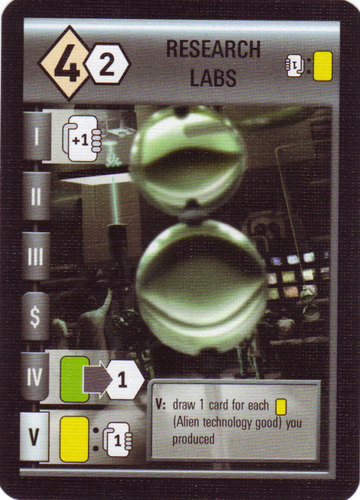 4 2
RESEARCH
LABS
1 :
I +1
II
III
$
IV 1
V : 1
V: draw 1 card for each
(Alien technology good) you
produced